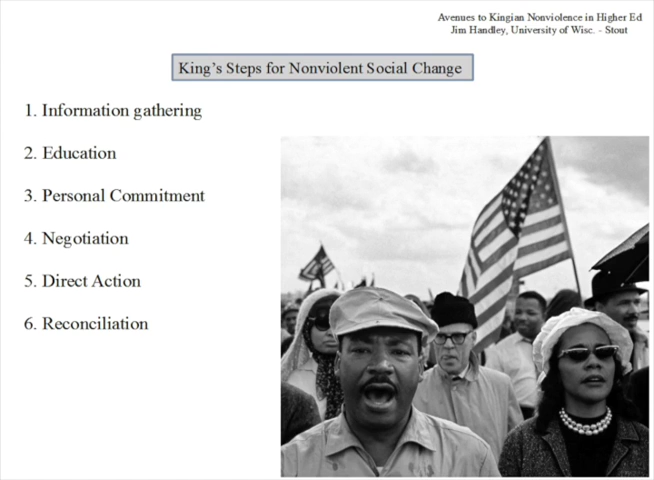 Avenues to Kingian Nonviolence in Higher Ed
Jim Handley, University of Wisc. - Stout
King's Steps for Nonviolent Social Change
1. Information gathering
2. Education
3. Personal Commitment
4. Negotiation
5. Direct Action
6. Reconciliation